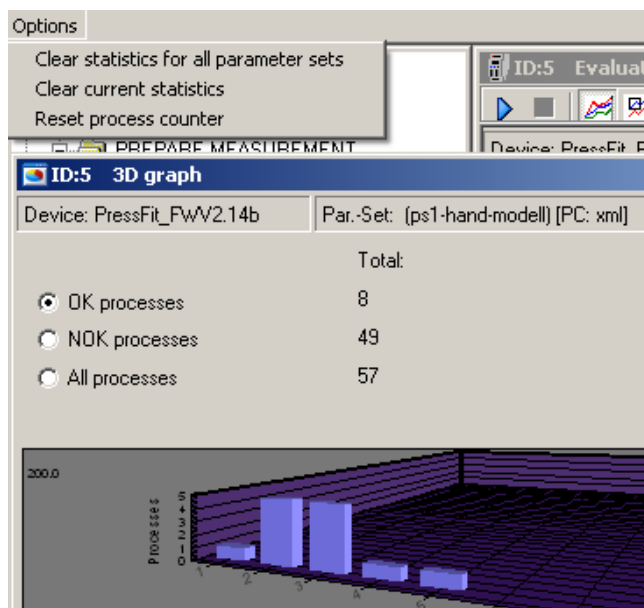 Options
Clear statistics for all parameter sets
Clear current statistics
Reset process counter
ID:5 Evaluat
PREPARE MEASUREMENT
Device: PressFit_F
ID:5 3D graph
Device: PressFit_FWV2.14b
Par.-Set: (ps1-hand-modell) [PC: xml]
Total:
OK processes 8
NOK processes 49
All processes 57
200.0
Processes
5
4
3
2
1
0
1 2 3 4 5